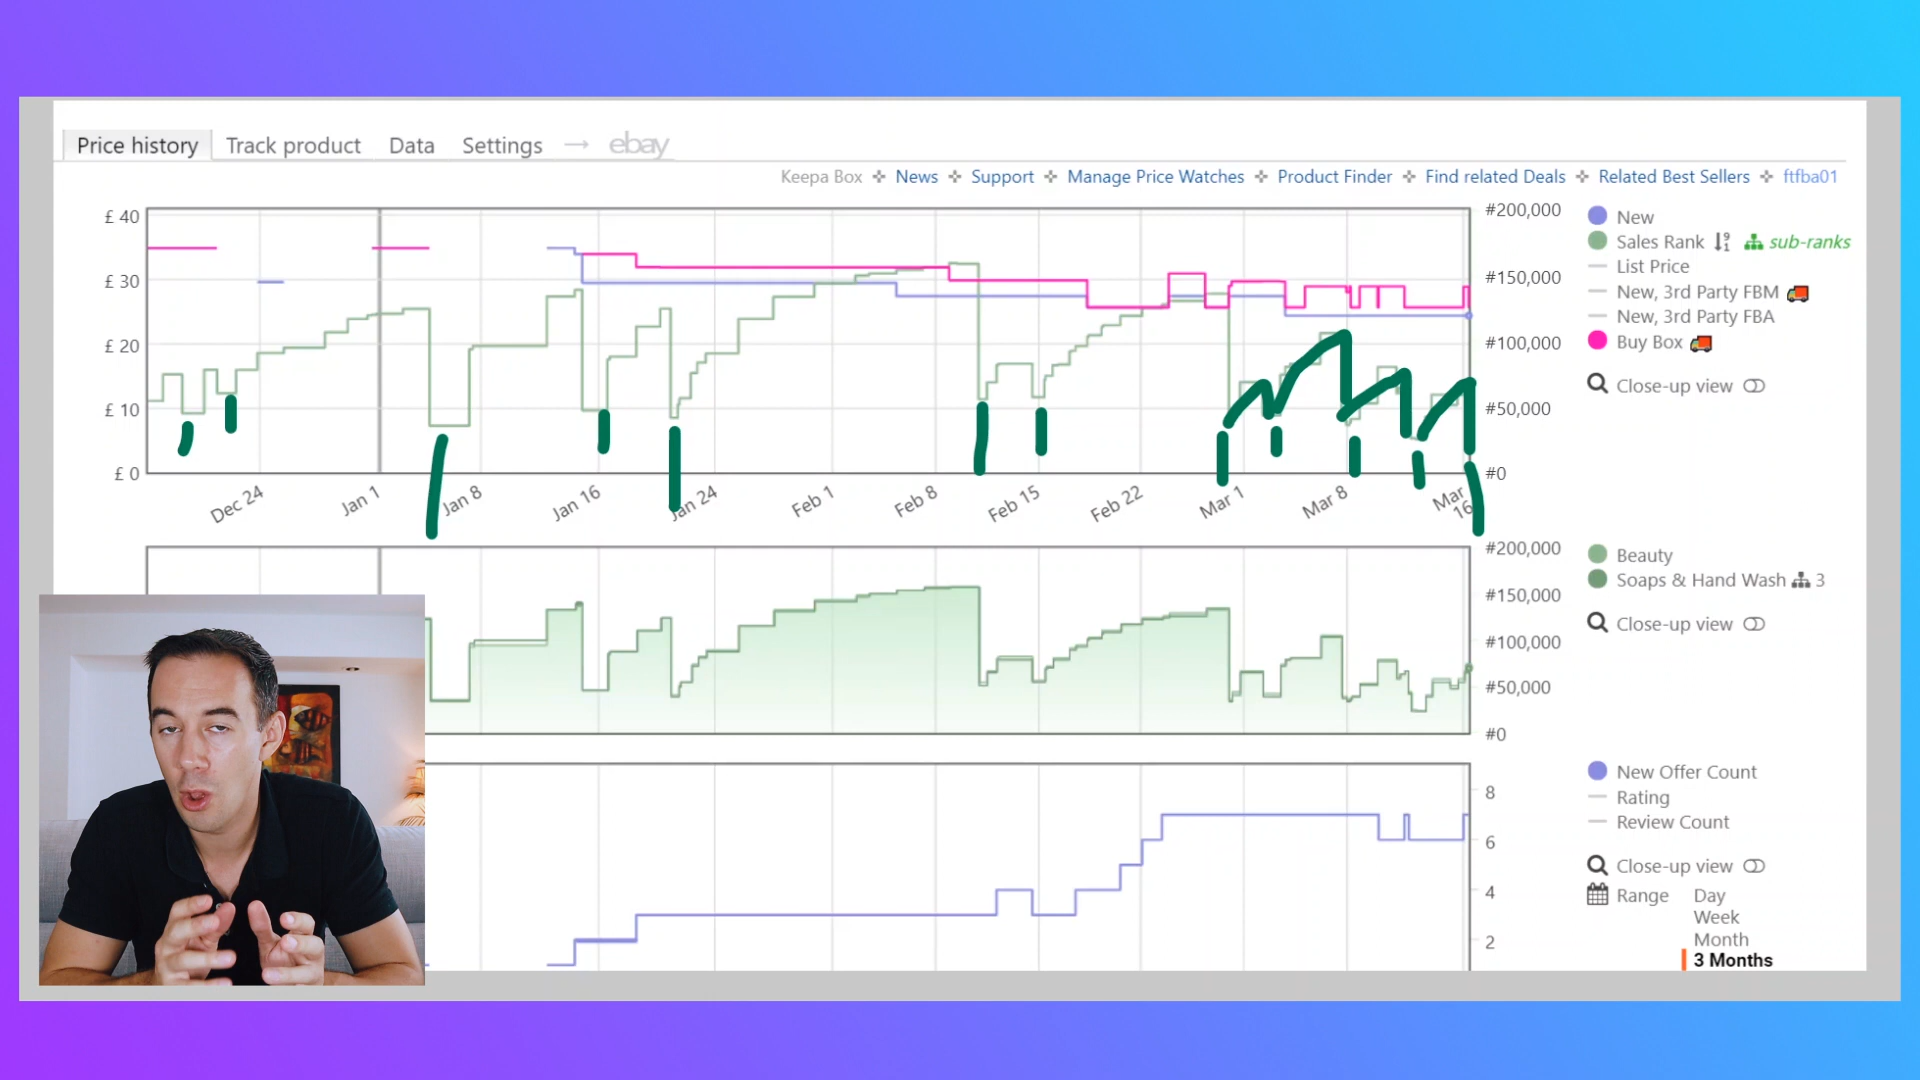 Price history Track product Data Settings → ebay
Keepa Box ✣ News ✣ Support ✣ Manage Price Watches ✣ Product Finder ✣ Find related Deals ✣ Related Best Sellers ✣ ftfba01
£ 40
£ 30
£ 20
£ 10
£ 0
#200,000
#150,000
#100,000
#50,000
#0
Dec 24
Jan 1
Jan 8
Jan 16
Jan 24
Feb 1
Feb 8
Feb 15
Feb 22
Mar 1
Mar 8
Mar 16
New
Sales Rank sub-ranks
List Price
New, 3rd Party FBM
New, 3rd Party FBA
Buy Box
Close-up view
#200,000
#150,000
#100,000
#50,000
#0
Beauty
Soaps & Hand Wash 3
Close-up view
8
6
4
2
New Offer Count
Rating
Review Count
Close-up view
Range Day
Week
Month
3 Months